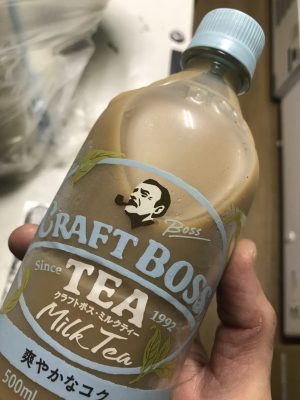 Boss
CRAFT BOSS
Since TEA 1992
クラフトボス・ミルクティー
Milk Tea
爽やかなコク
500ml